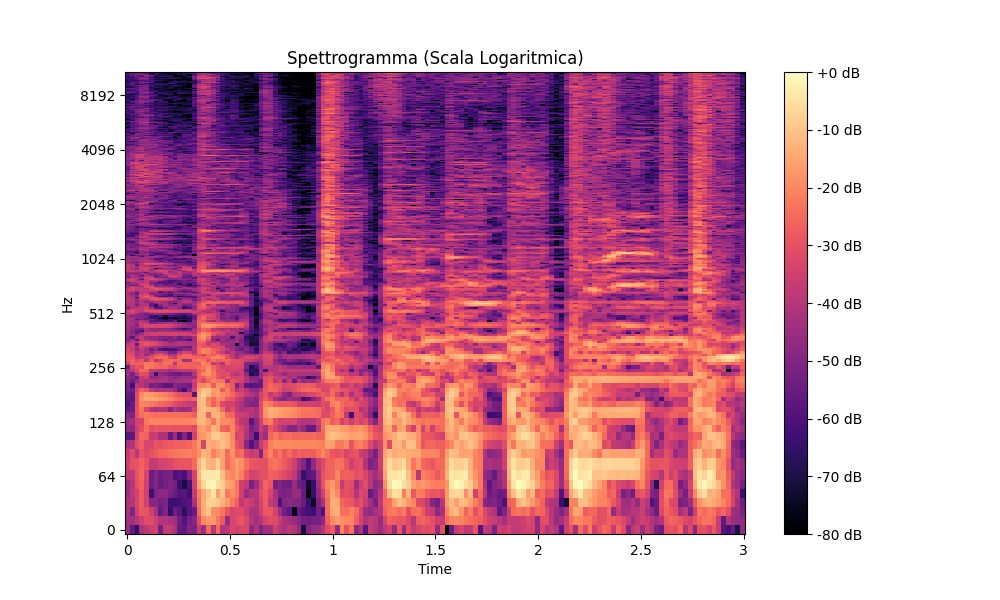 Spettrogramma (Scala Logaritmica)
Hz
8192
4096
2048
1024
512
256
128
64
0
0 0.5 1 1.5 2 2.5 3
Time
+0 dB
-10 dB
-20 dB
-30 dB
-40 dB
-50 dB
-60 dB
-70 dB
-80 dB